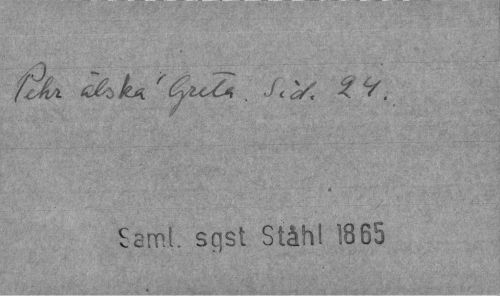 Pehr älska' Greta. Sid. 24.
Saml. sgst Ståhl 1865